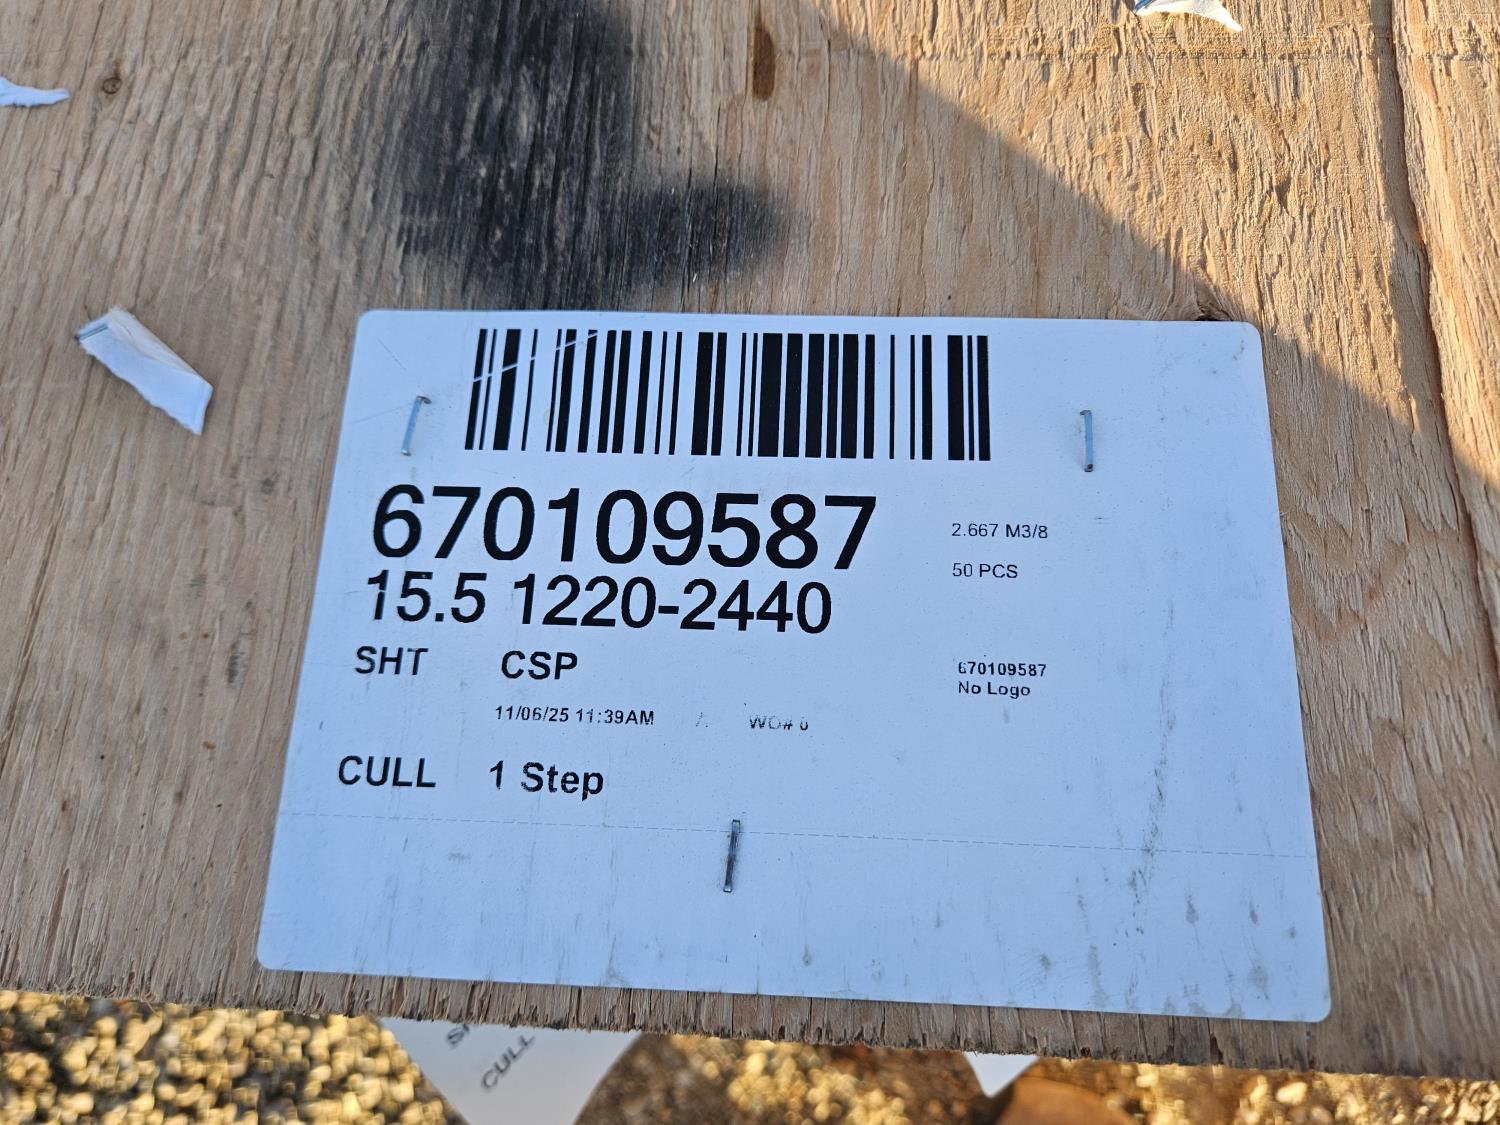 670109587
2.667 M3/8
15.5 1220-2440
50 PCS
SHT CSP
670109587
No Logo
11/06/25 11:39AM
WO# 0
CULL 1 Step
CULL